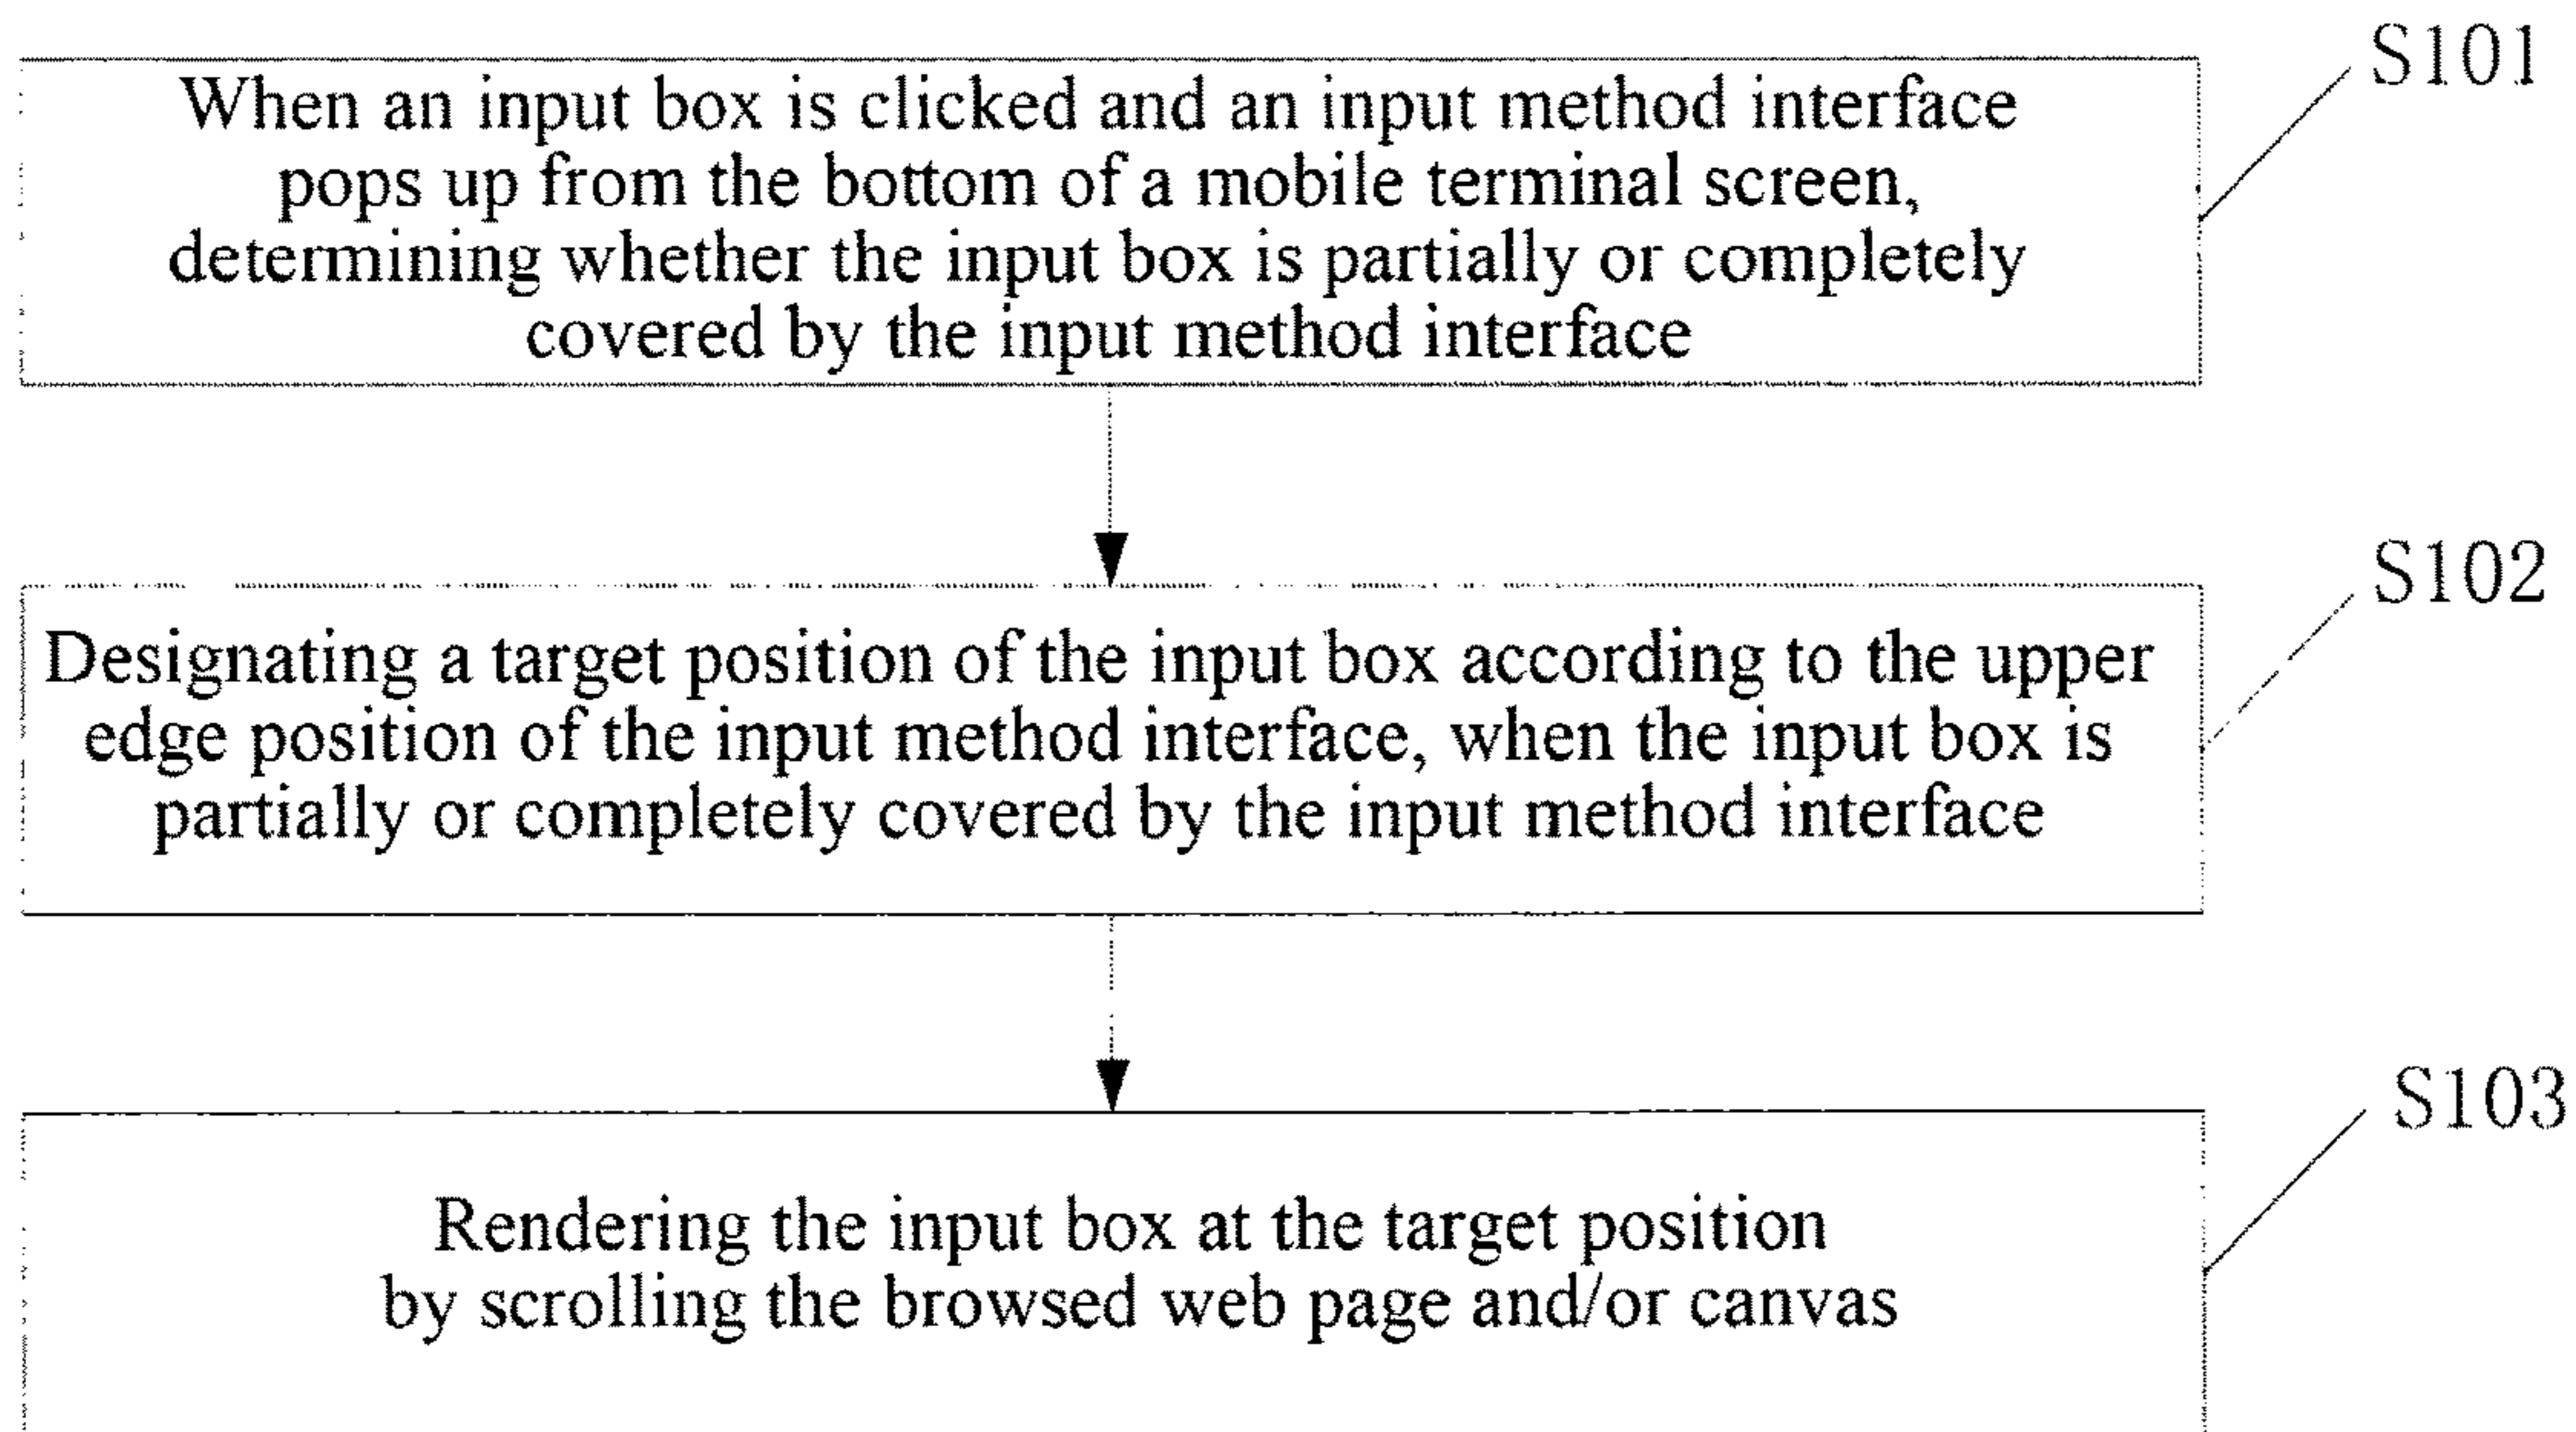 S101
When an input box is clicked and an input method interface
pops up from the bottom of a mobile terminal screen,
determining whether the input box is partially or completely
covered by the input method interface
S102
Designating a target position of the input box according to the upper
edge position of the input method interface, when the input box is
partially or completely covered by the input method interface
S103
Rendering the input box at the target position
by scrolling the browsed web page and/or canvas